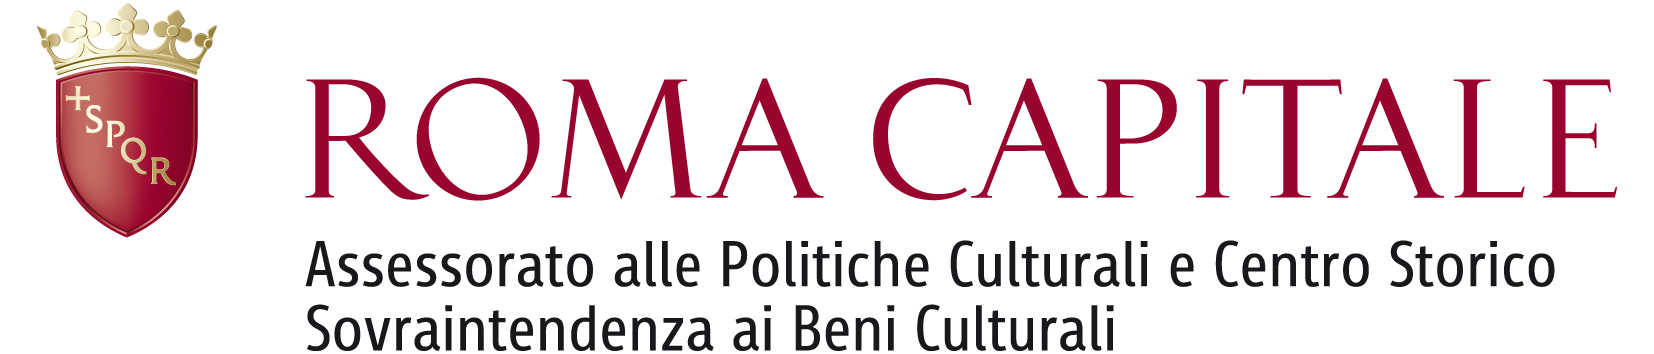 +SPQR
ROMA CAPITALE
Assessorato alle Politiche Culturali e Centro Storico
Sovraintendenza ai Beni Culturali